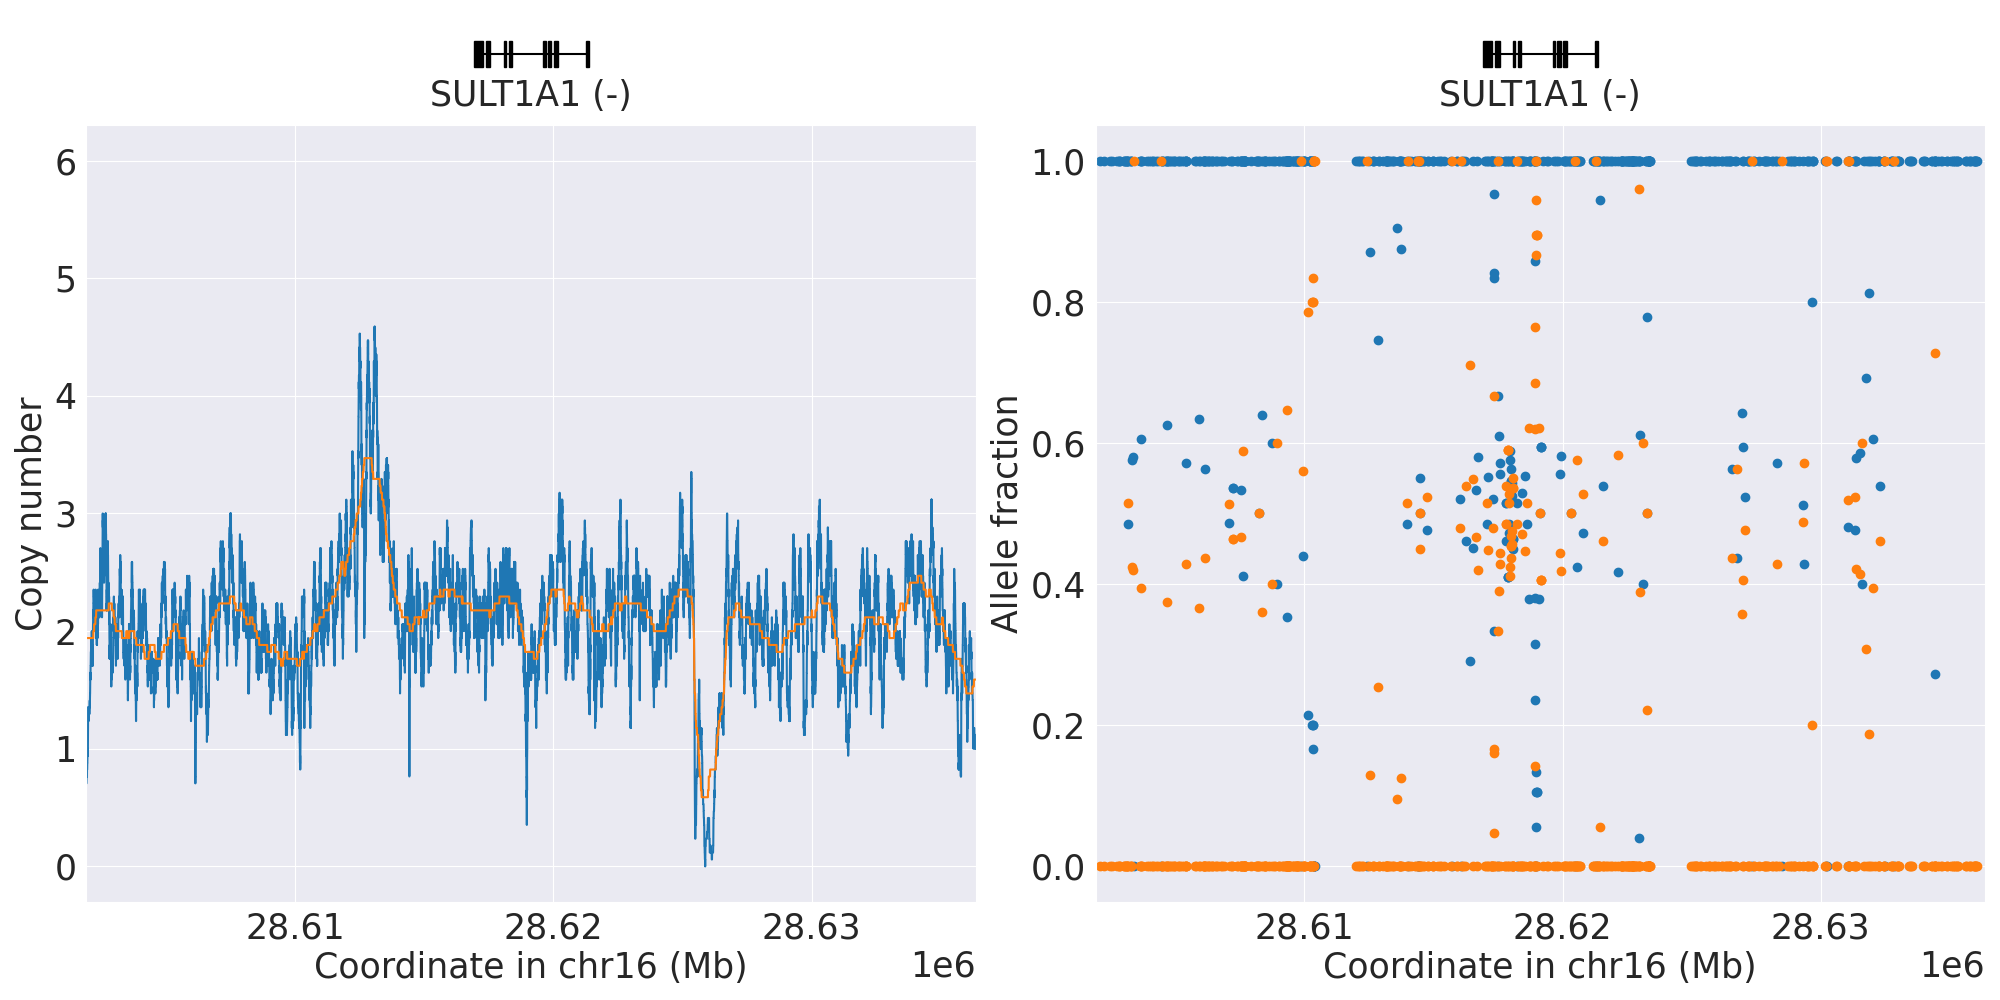 SULT1A1 (-)
6
5
4
3
2
1
0
Copy number
28.61
28.62
28.63
Coordinate in chr16 (Mb)
1e6
SULT1A1 (-)
1.0
0.8
0.6
0.4
0.2
0.0
Allele fraction
28.61
28.62
28.63
Coordinate in chr16 (Mb)
1e6